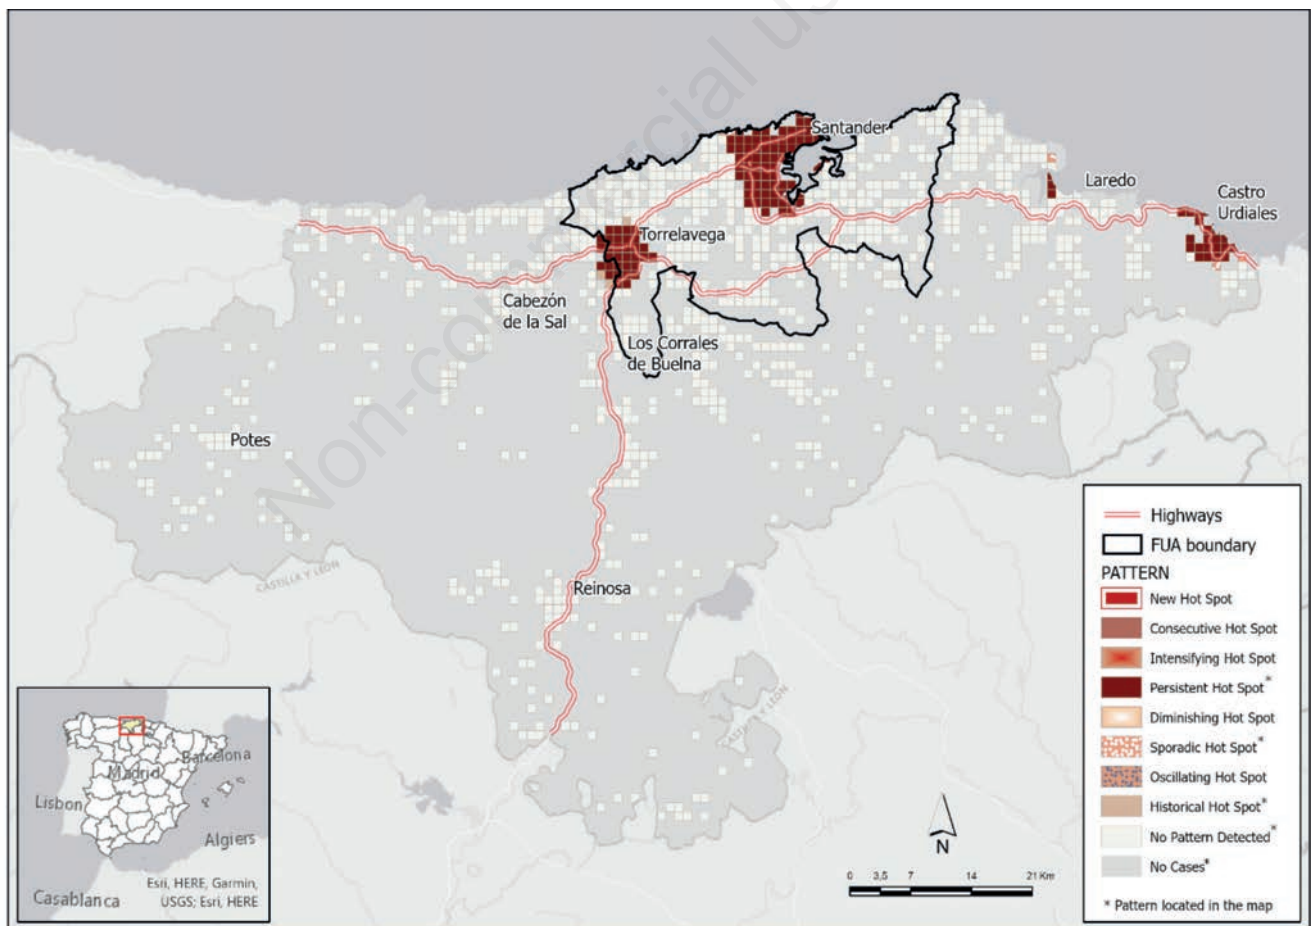 Non-commercial us
Santander
Laredo
Castro
Urdiales
Torrelavega
Cabezón
de la Sal
Los Corrales
de Buelna
Potes
CASTILLA Y LEÓN
Reinosa
CASTILLA Y LEÓN
Highways
FUA boundary
PATTERN
New Hot Spot
Consecutive Hot Spot
Intensifying Hot Spot
Persistent Hot Spot*
Diminishing Hot Spot
Sporadic Hot Spot*
Oscillating Hot Spot
Historical Hot Spot*
No Pattern Detected*
No Cases*
* Pattern located in the map
Barcelona
Madrid
Lisbon
Algiers
Casablanca
Esri, HERE, Garmin,
USGS; Esri, HERE
N
0 3,5 7 14 21 Km